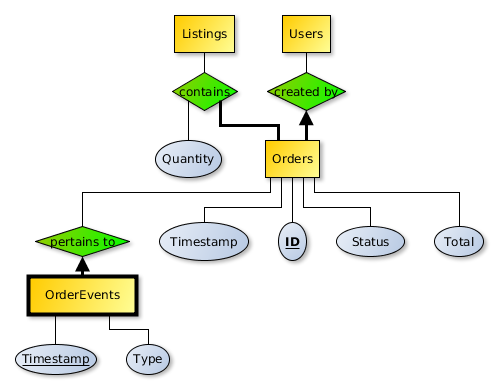 Listings
Users
contains
created by
Quantity
Orders
pertains to
Timestamp
ID
Status
Total
OrderEvents
Timestamp
Type